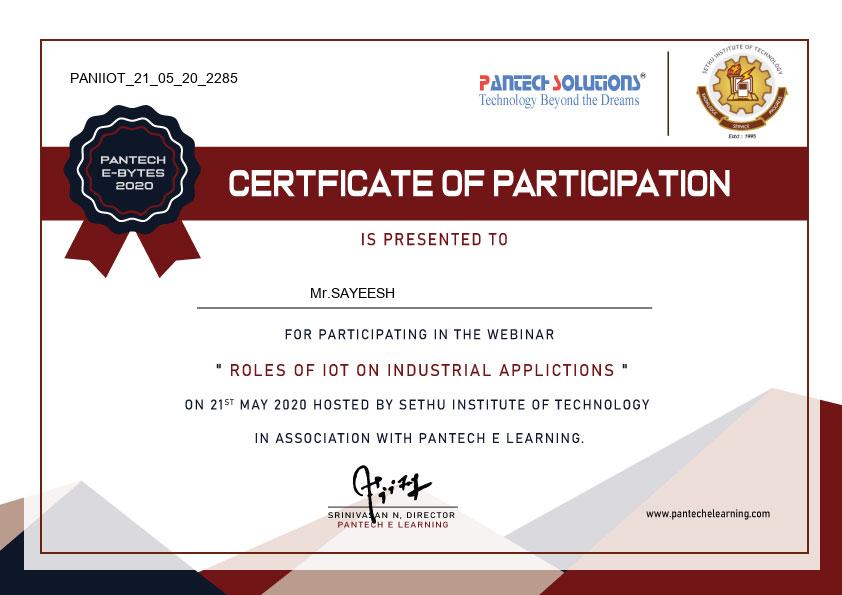 PANIIOT_21_05_20_2285
PANTECH SOLUTIONS®
Technology Beyond the Dreams
SETHU INSTITUTE OF TECHNOLOGY
KNOWLEDGE
SERVICE
PROGRESS
Estd : 1995
PANTECH
E-BYTES
2020
CERTFICATE OF PARTICIPATION
IS PRESENTED TO
Mr.SAYEESH
FOR PARTICIPATING IN THE WEBINAR
" ROLES OF IOT ON INDUSTRIAL APPLICTIONS "
ON 21ST MAY 2020 HOSTED BY SETHU INSTITUTE OF TECHNOLOGY
IN ASSOCIATION WITH PANTECH E LEARNING.
SRINIVASAN N, DIRECTOR
PANTECH E LEARNING
www.pantechelearning.com